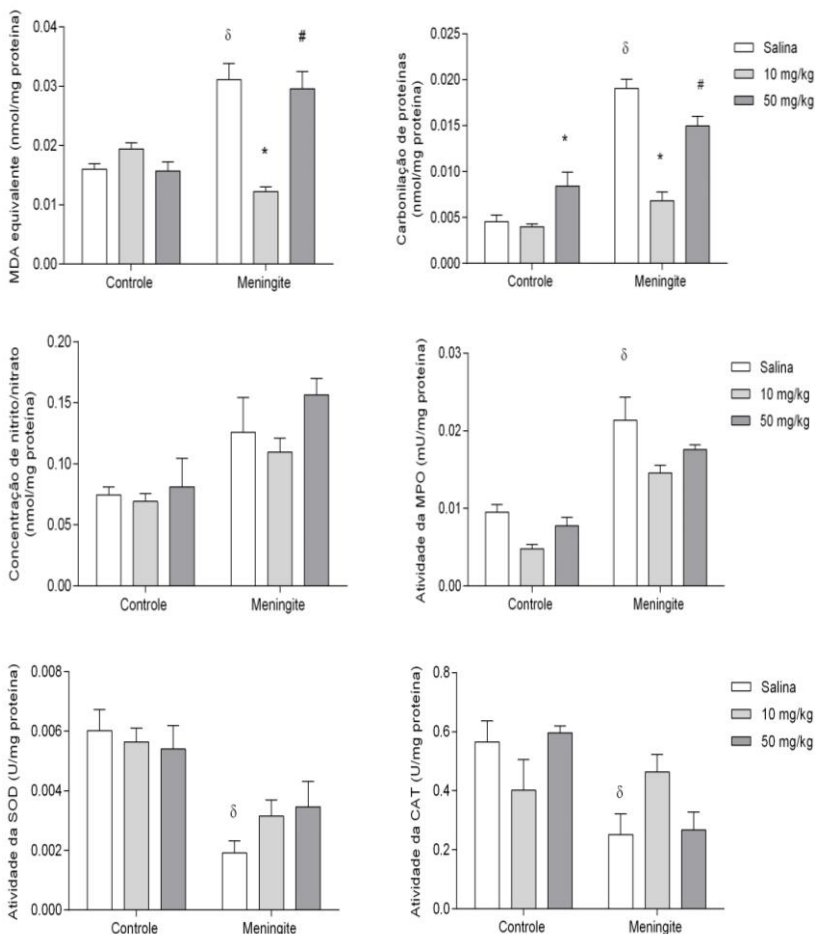 MDA equivalente (nmol/mg proteina)
0.04
0.03
0.02
0.01
0.00
δ
*
#
Controle
Meningite
Carbonilação de proteínas
(nmol/mg proteina)
0.025
0.020
0.015
0.010
0.005
0.000
*
δ
*
#
Controle
Meningite
Salina
10 mg/kg
50 mg/kg
Concentração de nitrito/nitrato
(nmol/mg proteina)
0.20
0.15
0.10
0.05
0.00
Controle
Meningite
Atividade da MPO (mU/mg proteina)
0.03
0.02
0.01
0.00
δ
Controle
Meningite
Salina
10 mg/kg
50 mg/kg
Atividade da SOD (U/mg proteina)
0.008
0.006
0.004
0.002
0.000
δ
Controle
Meningite
Atividade da CAT (U/mg proteina)
0.8
0.6
0.4
0.2
0.0
δ
Controle
Meningite
Salina
10 mg/kg
50 mg/kg